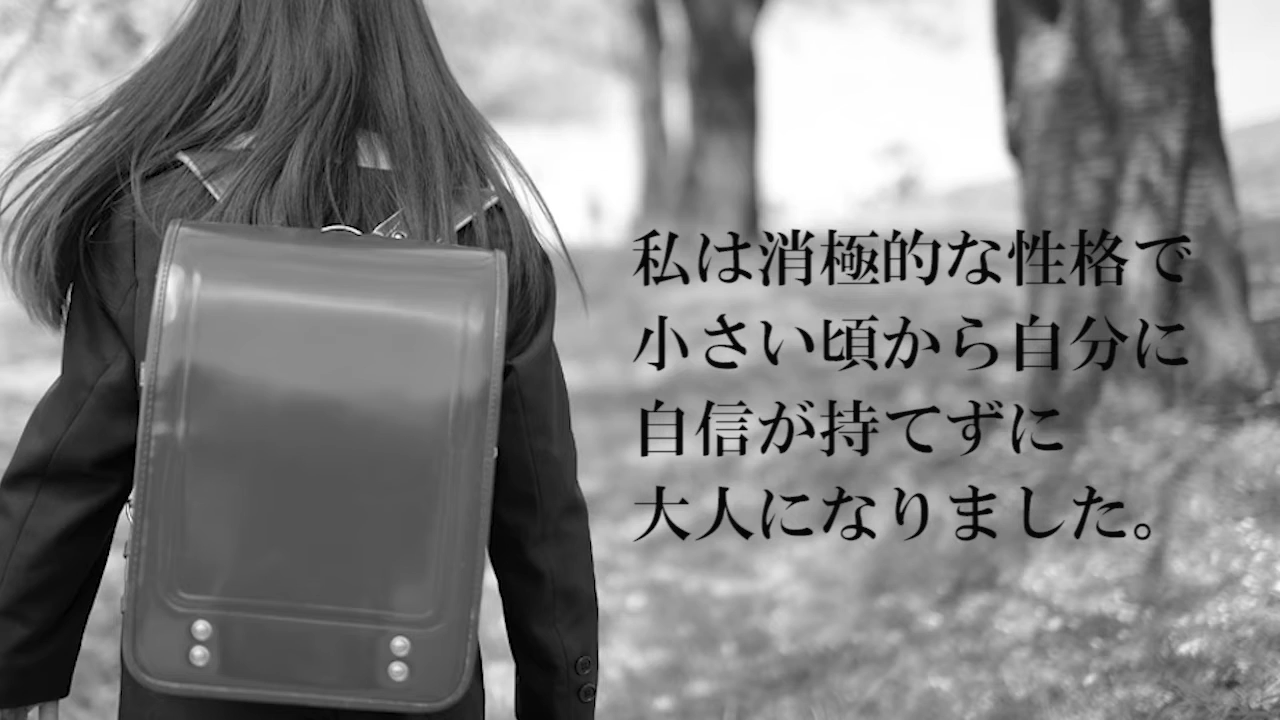 私は消極的な性格で
小さい頃から自分に
自信が持てずに
大人になりました。